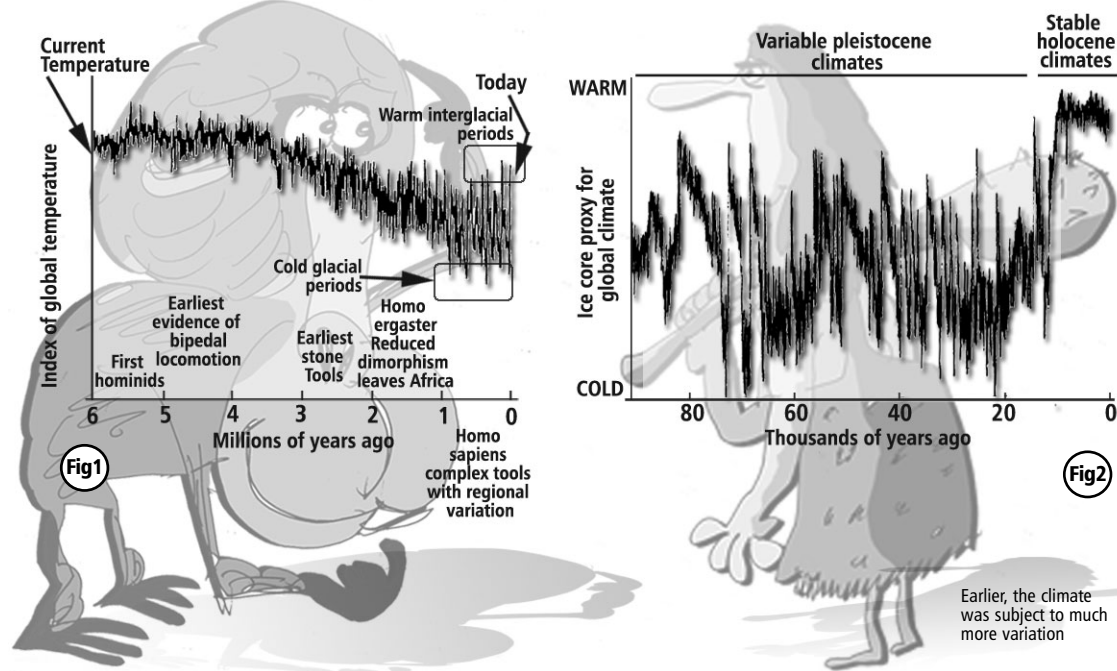 Current
Temperature
Index of global temperature
Today
Warm interglacial
periods
Cold glacial
periods
First
hominids
Earliest
evidence of
bipedal
locomotion
Earliest
stone
Tools
Homo
ergaster
Reduced
dimorphism
leaves Africa
6 5 4 3 2 1 0
Millions of years ago
Homo
sapiens
complex tools
with regional
variation
Fig1
Variable pleistocene
climates
Stable
holocene
climates
WARM
Ice core proxy for
global climate
COLD
80 60 40 20 0
Thousands of years ago
Fig2
Earlier, the climate
was subject to much
more variation